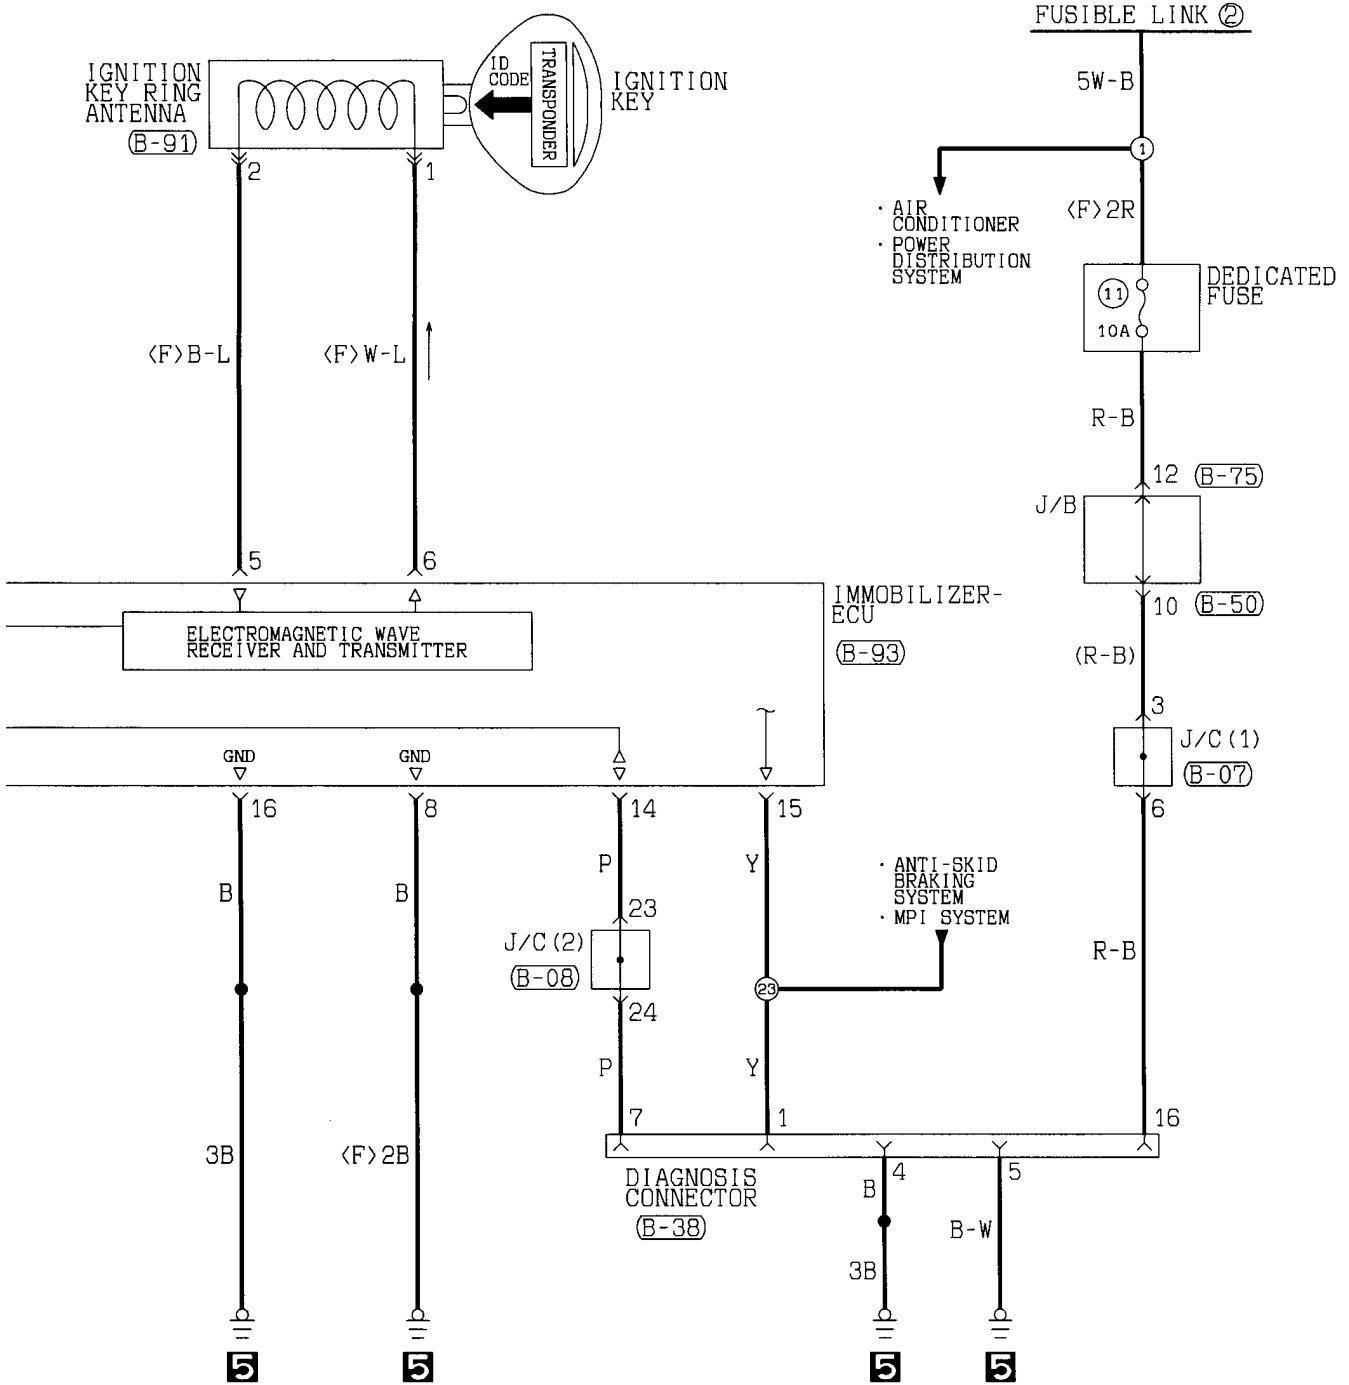 FUSIBLE LINK ②
5W-B
1
IGNITION
KEY RING
ANTENNA
B-91
ID
CODE
TRANSPONDER
IGNITION
KEY
2
1
· AIR
CONDITIONER
· POWER
DISTRIBUTION
SYSTEM
<F>2R
11
10A
DEDICATED
FUSE
<F>B-L
<F>W-L
R-B
12
B-75
J/B
10
B-50
5
6
IMMOBILIZER-
ECU
B-93
ELECTROMAGNETIC WAVE
RECEIVER AND TRANSMITTER
(R-B)
3
J/C(1)
B-07
6
GND
GND
16
8
14
15
B
B
P
Y
· ANTI-SKID
BRAKING
SYSTEM
· MPI SYSTEM
23
J/C(2)
B-08
24
23
R-B
P
Y
7
1
16
3B
<F>2B
DIAGNOSIS
CONNECTOR
B-38
4
5
B
B-W
3B
5
5
5
5